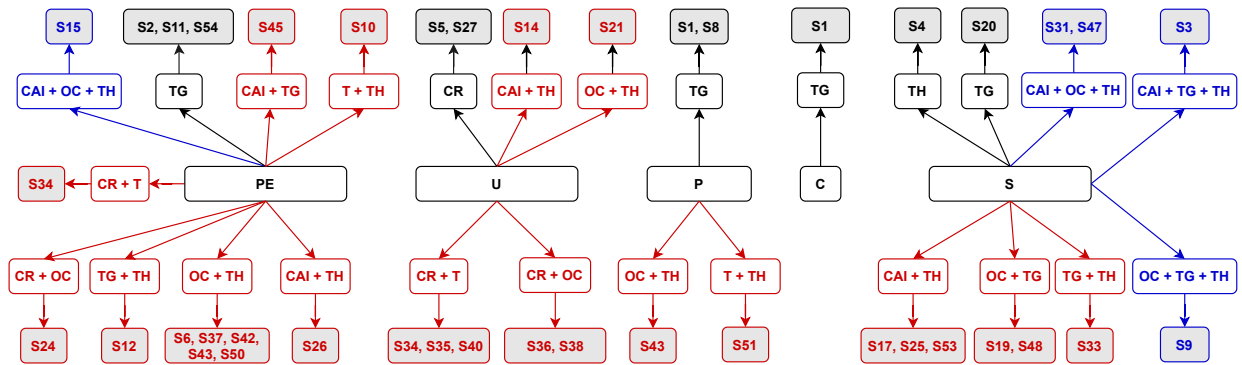 S15
S2, S11, S54
S45
S10
S5, S27
S14
S21
S1, S8
S1
S4
S20
S31, S47
S3
CAI + OC + TH
TG
CAI + TG
T + TH
CR
CAI + TH
OC + TH
TG
TG
TH
TG
CAI + OC + TH
CAI + TG + TH
S34
CR + T
PE
U
P
C
S
CR + OC
TG + TH
OC + TH
CAI + TH
CR + T
CR + OC
OC + TH
T + TH
CAI + TH
OC + TG
TG + TH
OC + TG + TH
S24
S12
S6, S37, S42,
S43, S50
S26
S34, S35, S40
S36, S38
S43
S51
S17, S25, S53
S19, S48
S33
S9